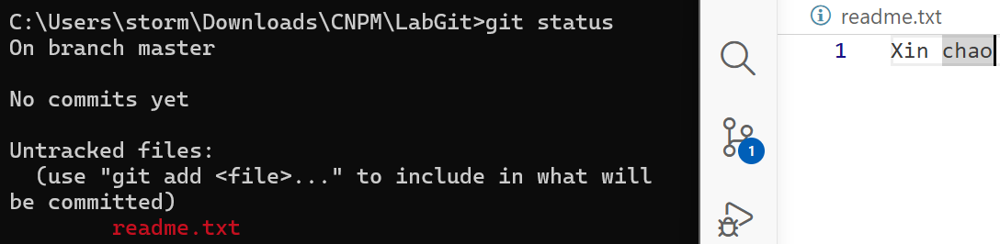 C:\Users\storm\Downloads\CNPM\LabGit>git status
On branch master
No commits yet
Untracked files:
(use "git add <file>..." to include in what will
be committed)
readme.txt
readme.txt
1 Xin chao
1